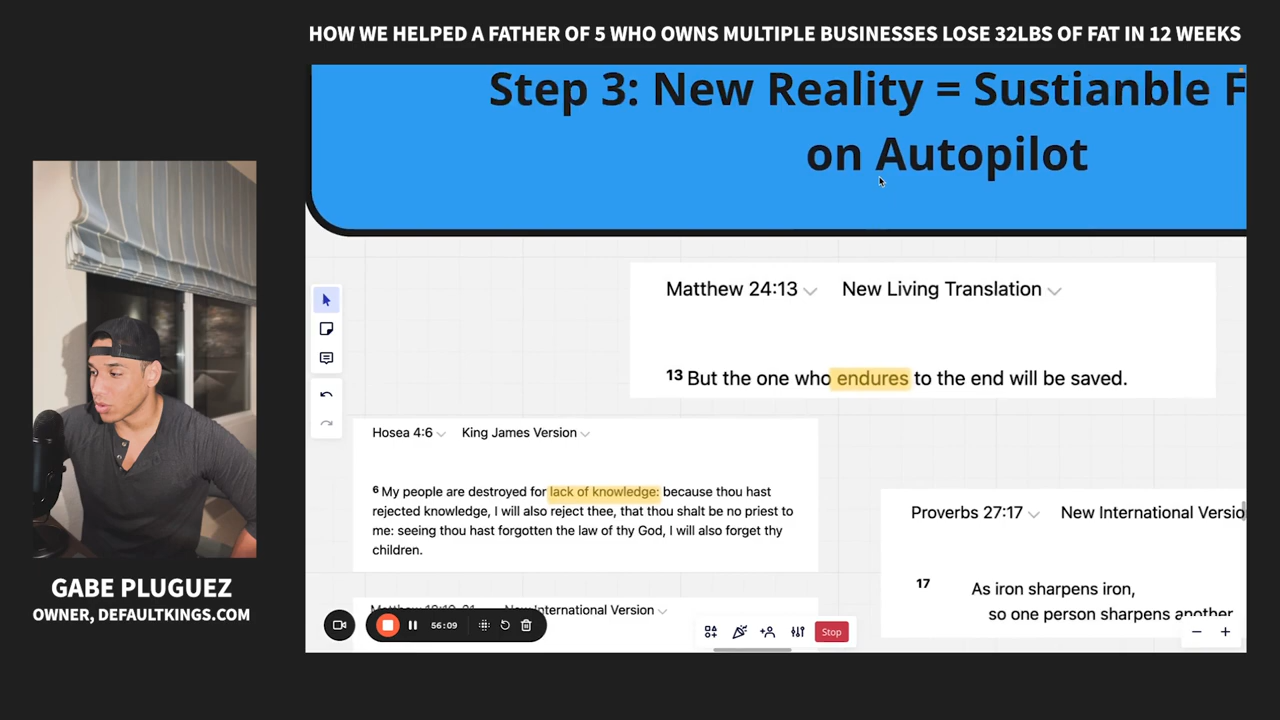 HOW WE HELPED A FATHER OF 5 WHO OWNS MULTIPLE BUSINESSES LOSE 32LBS OF FAT IN 12 WEEKS
Step 3: New Reality = Sustianble F
on Autopilot
Matthew 24:13 New Living Translation
13 But the one who endures to the end will be saved.
Hosea 4:6 King James Version
6 My people are destroyed for lack of knowledge: because thou hast
rejected knowledge, I will also reject thee, that thou shalt be no priest to
me: seeing thou hast forgotten the law of thy God, I will also forget thy
children.
Proverbs 27:17 New International Versio
17 As iron sharpens iron,
so one person sharpens another.
Matthew New International Version
56:09
Stop
GABE PLUGUEZ
OWNER, DEFAULTKINGS.COM